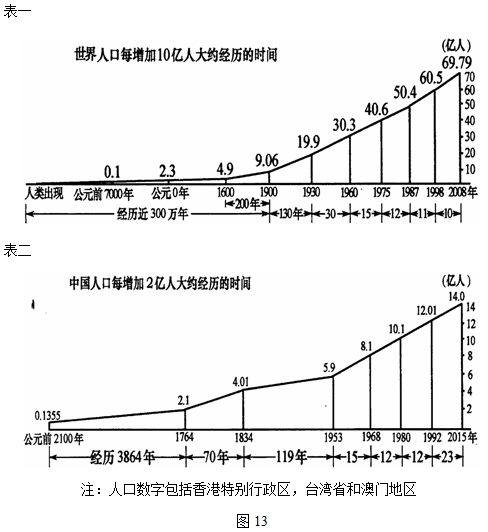 表一
世界人口每增加10亿人大约经历的时间
(亿人)
69.79
60.5
50.4
40.6
30.3
19.9
9.06
4.9
2.3
0.1
70
60
50
40
30
20
10
人类出现 公元前7000年 公元0年 1600 1900 1930 1960 1975 1987 1998 2008年
200年
经历近300万年 130年 30 15 12 11 10
表二
中国人口每增加2亿人大约经历的时间
(亿人)
14.0
12.01
10.1
8.1
5.9
4.01
2.1
0.1355
14
12
10
8
6
4
2
公元前2100年 1764 1834 1953 1968 1980 1992 2015年
经历3864年 70年 119年 15 12 12 23
注：人口数字包括香港特别行政区，台湾省和澳门地区
图13